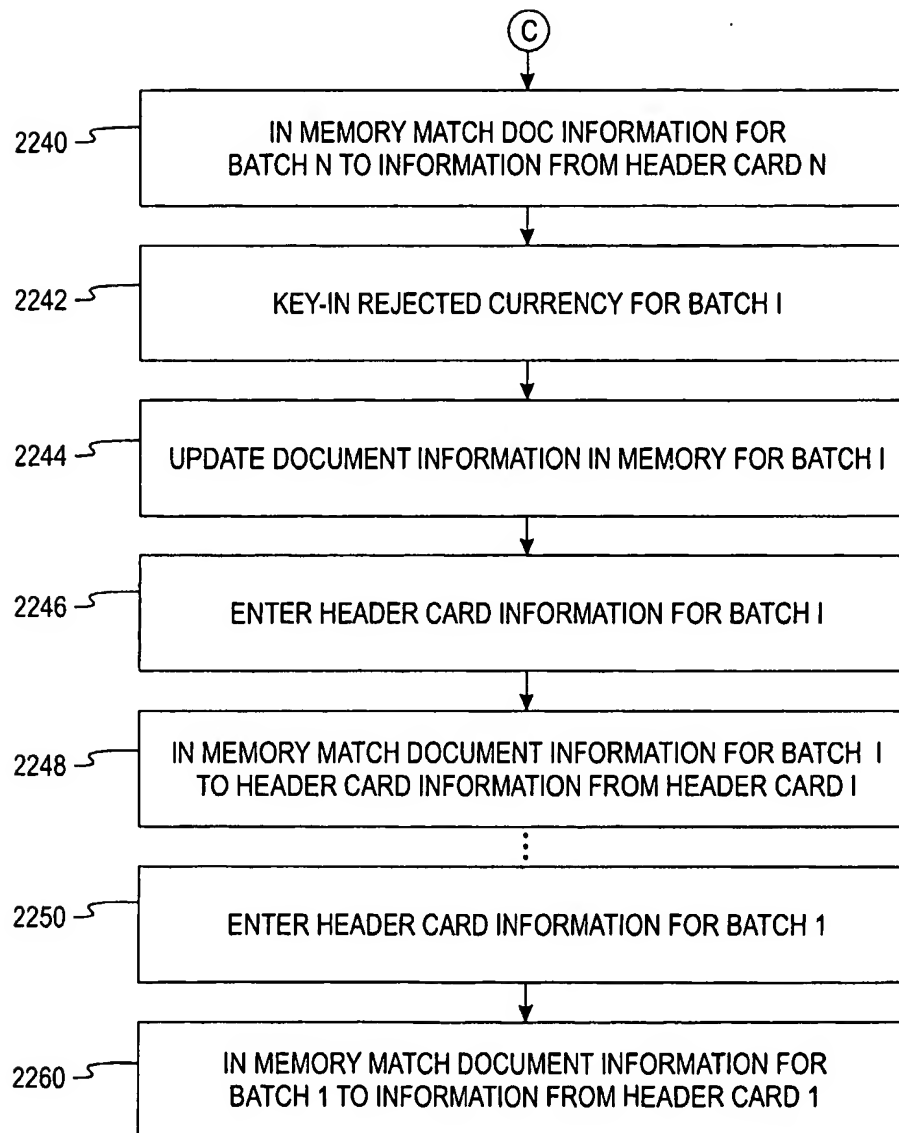 C
2240
IN MEMORY MATCH DOC INFORMATION FOR
BATCH N TO INFORMATION FROM HEADER CARD N
2242
KEY-IN REJECTED CURRENCY FOR BATCH I
2244
UPDATE DOCUMENT INFORMATION IN MEMORY FOR BATCH I
2246
ENTER HEADER CARD INFORMATION FOR BATCH I
2248
IN MEMORY MATCH DOCUMENT INFORMATION FOR BATCH I
TO HEADER CARD INFORMATION FROM HEADER CARD I
2250
ENTER HEADER CARD INFORMATION FOR BATCH 1
2260
IN MEMORY MATCH DOCUMENT INFORMATION FOR
BATCH 1 TO INFORMATION FROM HEADER CARD 1